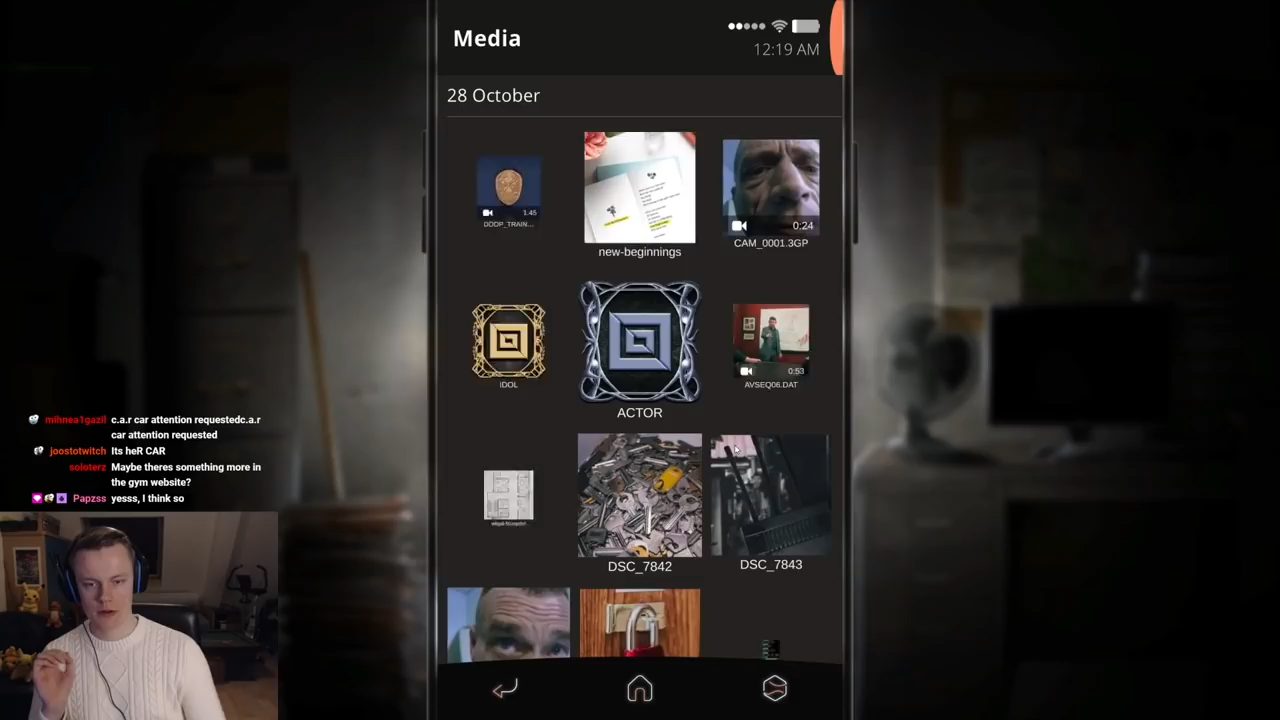 Media
12:19 AM
28 October
1:45
DDDP_TRAIN...
new-beginnings
0:24
CAM_0001.3GP
IDOL
ACTOR
0:53
AVSEQ06.DAT
DSC_7842
DSC_7843
mihnea1gazil c.a.r car attention requestedc.a.r
car attention requested
joostotwitch Its heR CAR
soloterz Maybe theres something more in
the gym website?
Papzss yesss, I think so